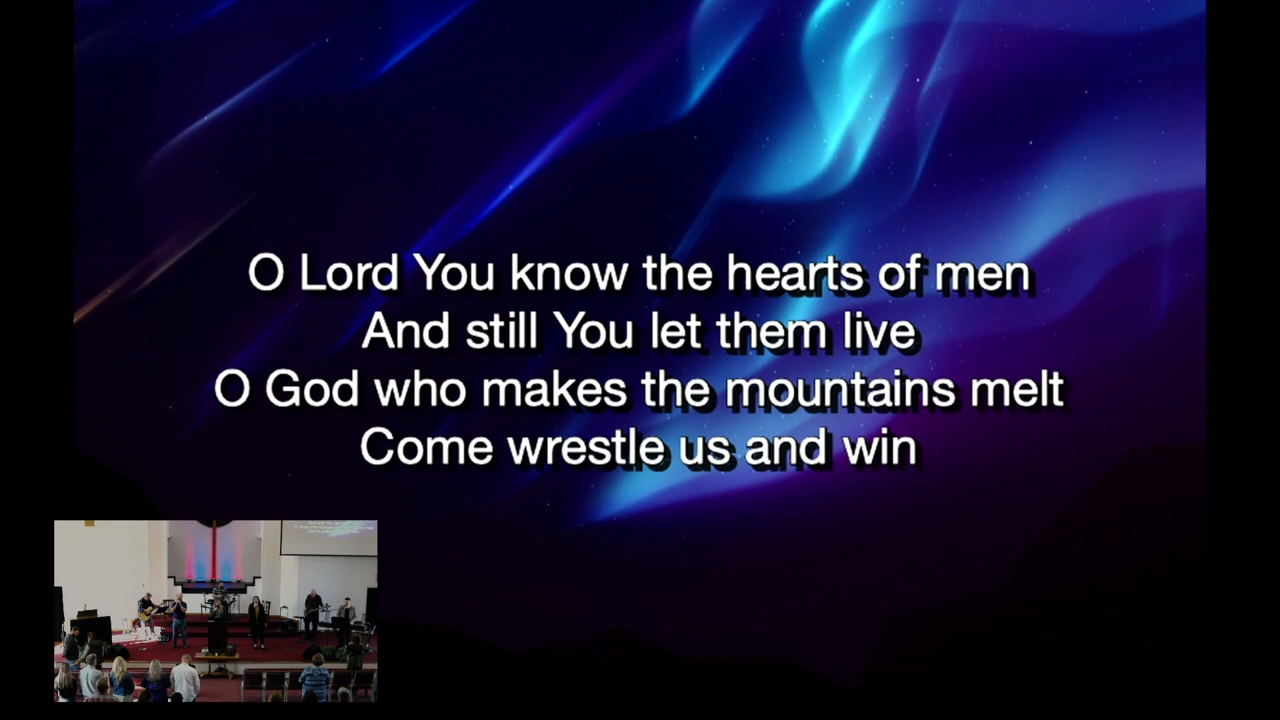 O Lord You know the hearts of men
And still You let them live
O God who makes the mountains melt
Come wrestle us and win